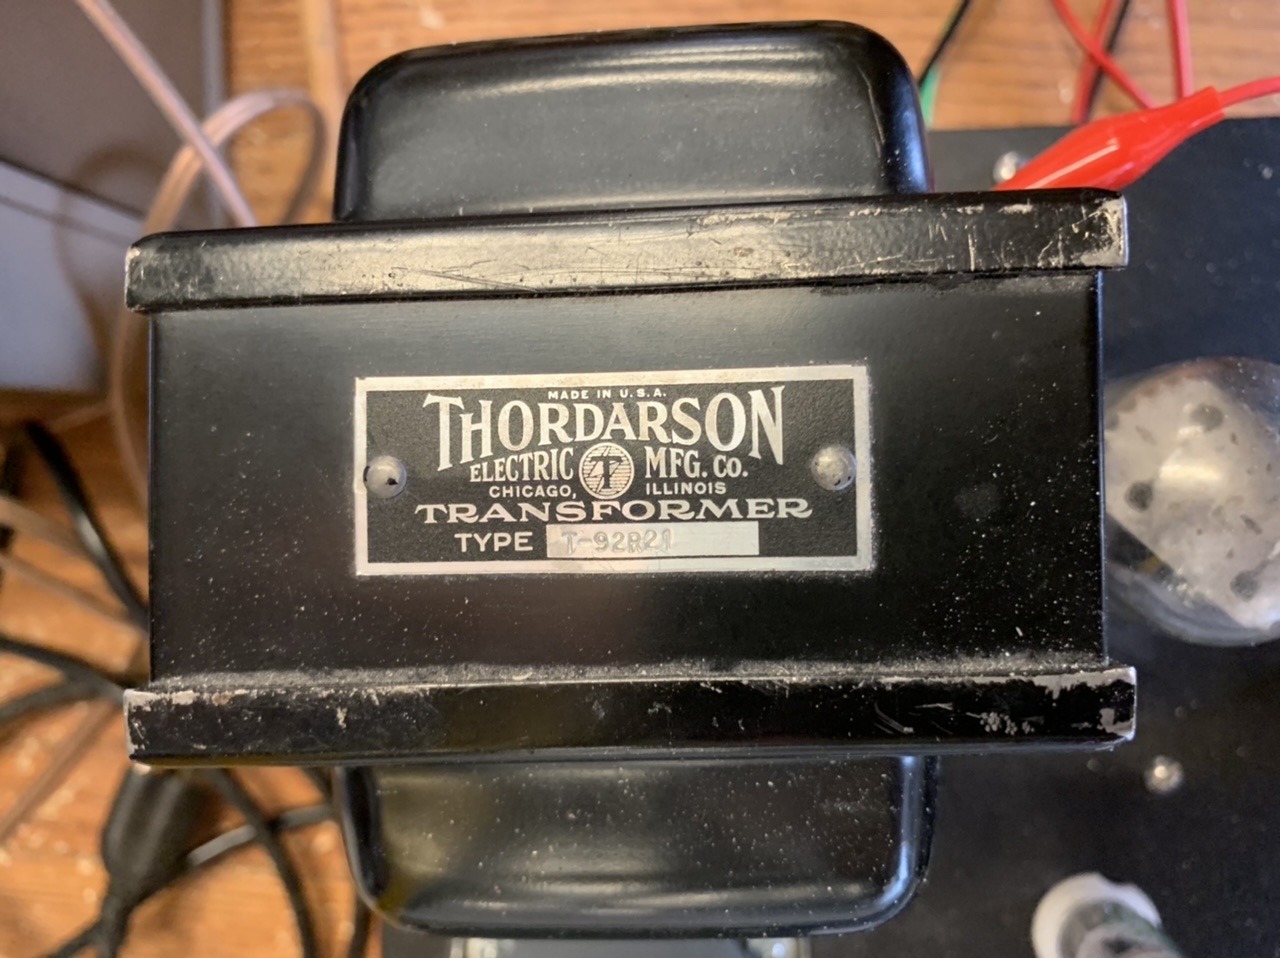 MADE IN U.S.A.
THORDARSON
ELECTRIC T MFG. CO.
CHICAGO, ILLINOIS
TRANSFORMER
TYPE T-92R21